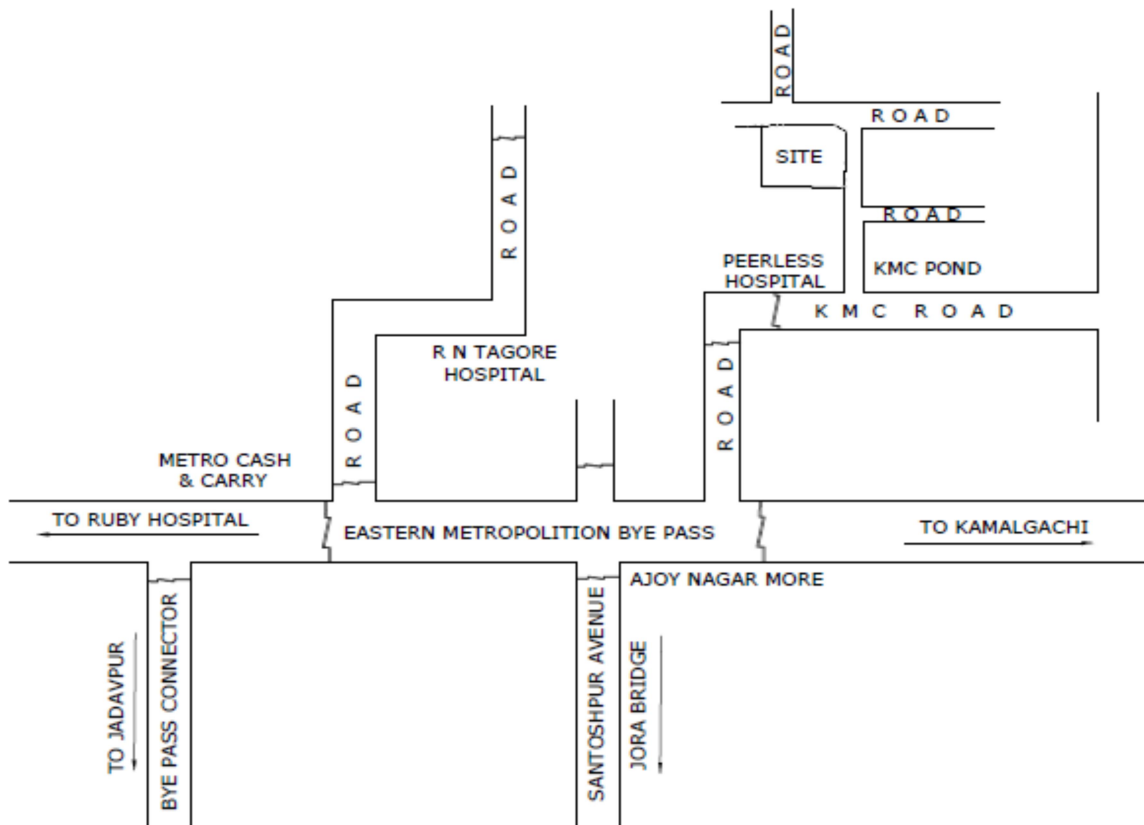 ROAD
ROAD
SITE
ROAD
ROAD
PEERLESS
HOSPITAL
KMC POND
KMC ROAD
R N TAGORE
HOSPITAL
ROAD
ROAD
METRO CASH
& CARRY
TO RUBY HOSPITAL
EASTERN METROPOLITION BYE PASS
TO KAMALGACHI
AJOY NAGAR MORE
TO JADAVPUR
BYE PASS CONNECTOR
SANTOSHPUR AVENUE
JORA BRIDGE